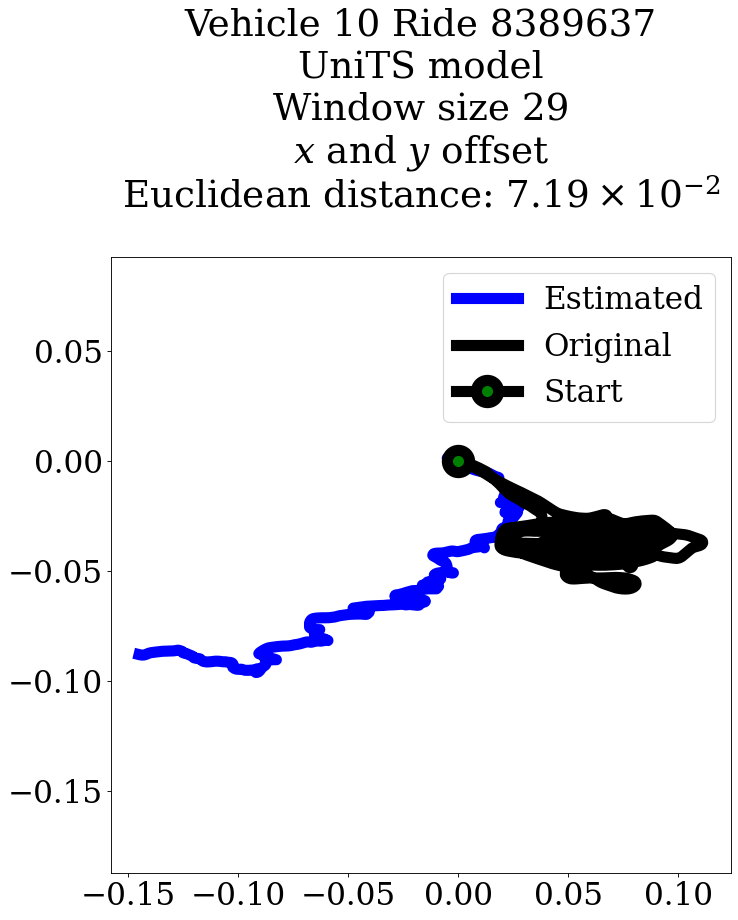 Vehicle 10 Ride 8389637
UniTS model
Window size 29
x and y offset
Euclidean distance: 7.19 × 10⁻²
Estimated
Original
Start
0.05
0.00
−0.05
−0.10
−0.15
−0.15 −0.10 −0.05 0.00 0.05 0.10